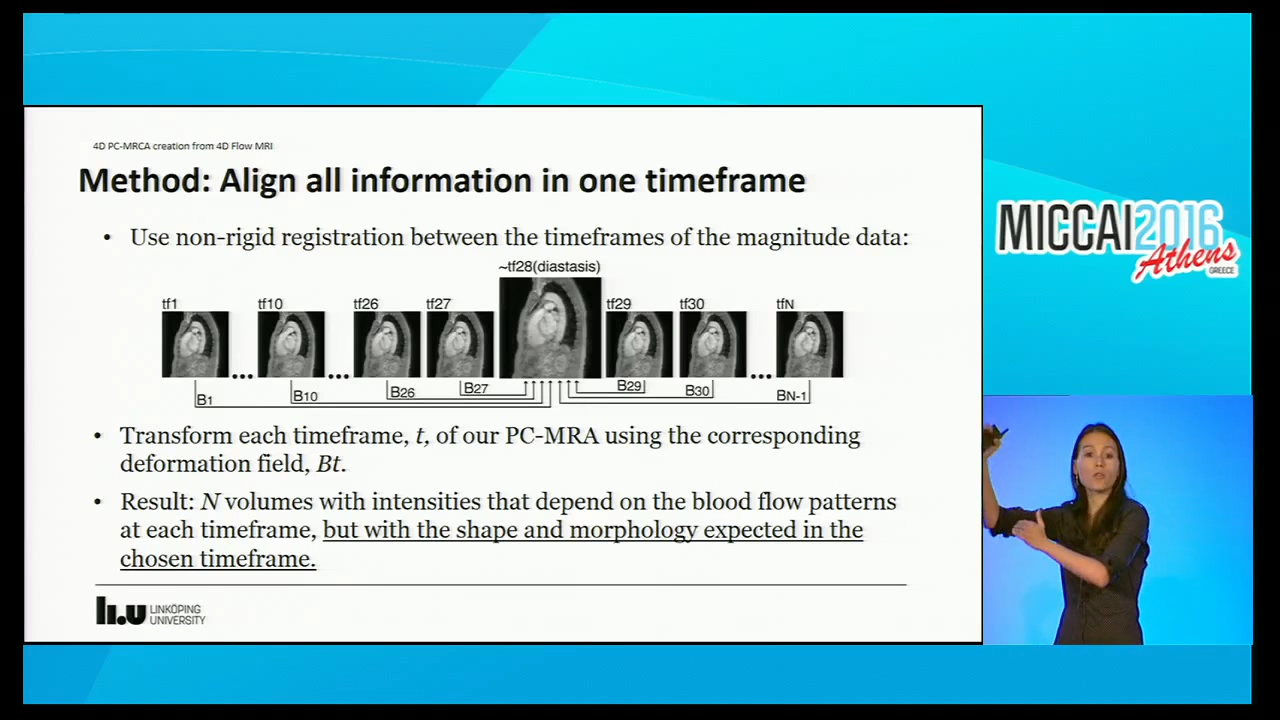 4D PC-MRCA creation from 4D Flow MRI
Method: Align all information in one timeframe
• Use non-rigid registration between the timeframes of the magnitude data:
~tf28(diastasis)
tf1 tf10 tf26 tf27 tf29 tf30 tfN
... ... ...
B1 B10 B26 B27 B29 B30 BN-1
• Transform each timeframe, t, of our PC-MRA using the corresponding
deformation field, Bt.
• Result: N volumes with intensities that depend on the blood flow patterns
at each timeframe, but with the shape and morphology expected in the
chosen timeframe.
li.u LINKÖPING
UNIVERSITY
MICCAI2016
Athens
GREECE